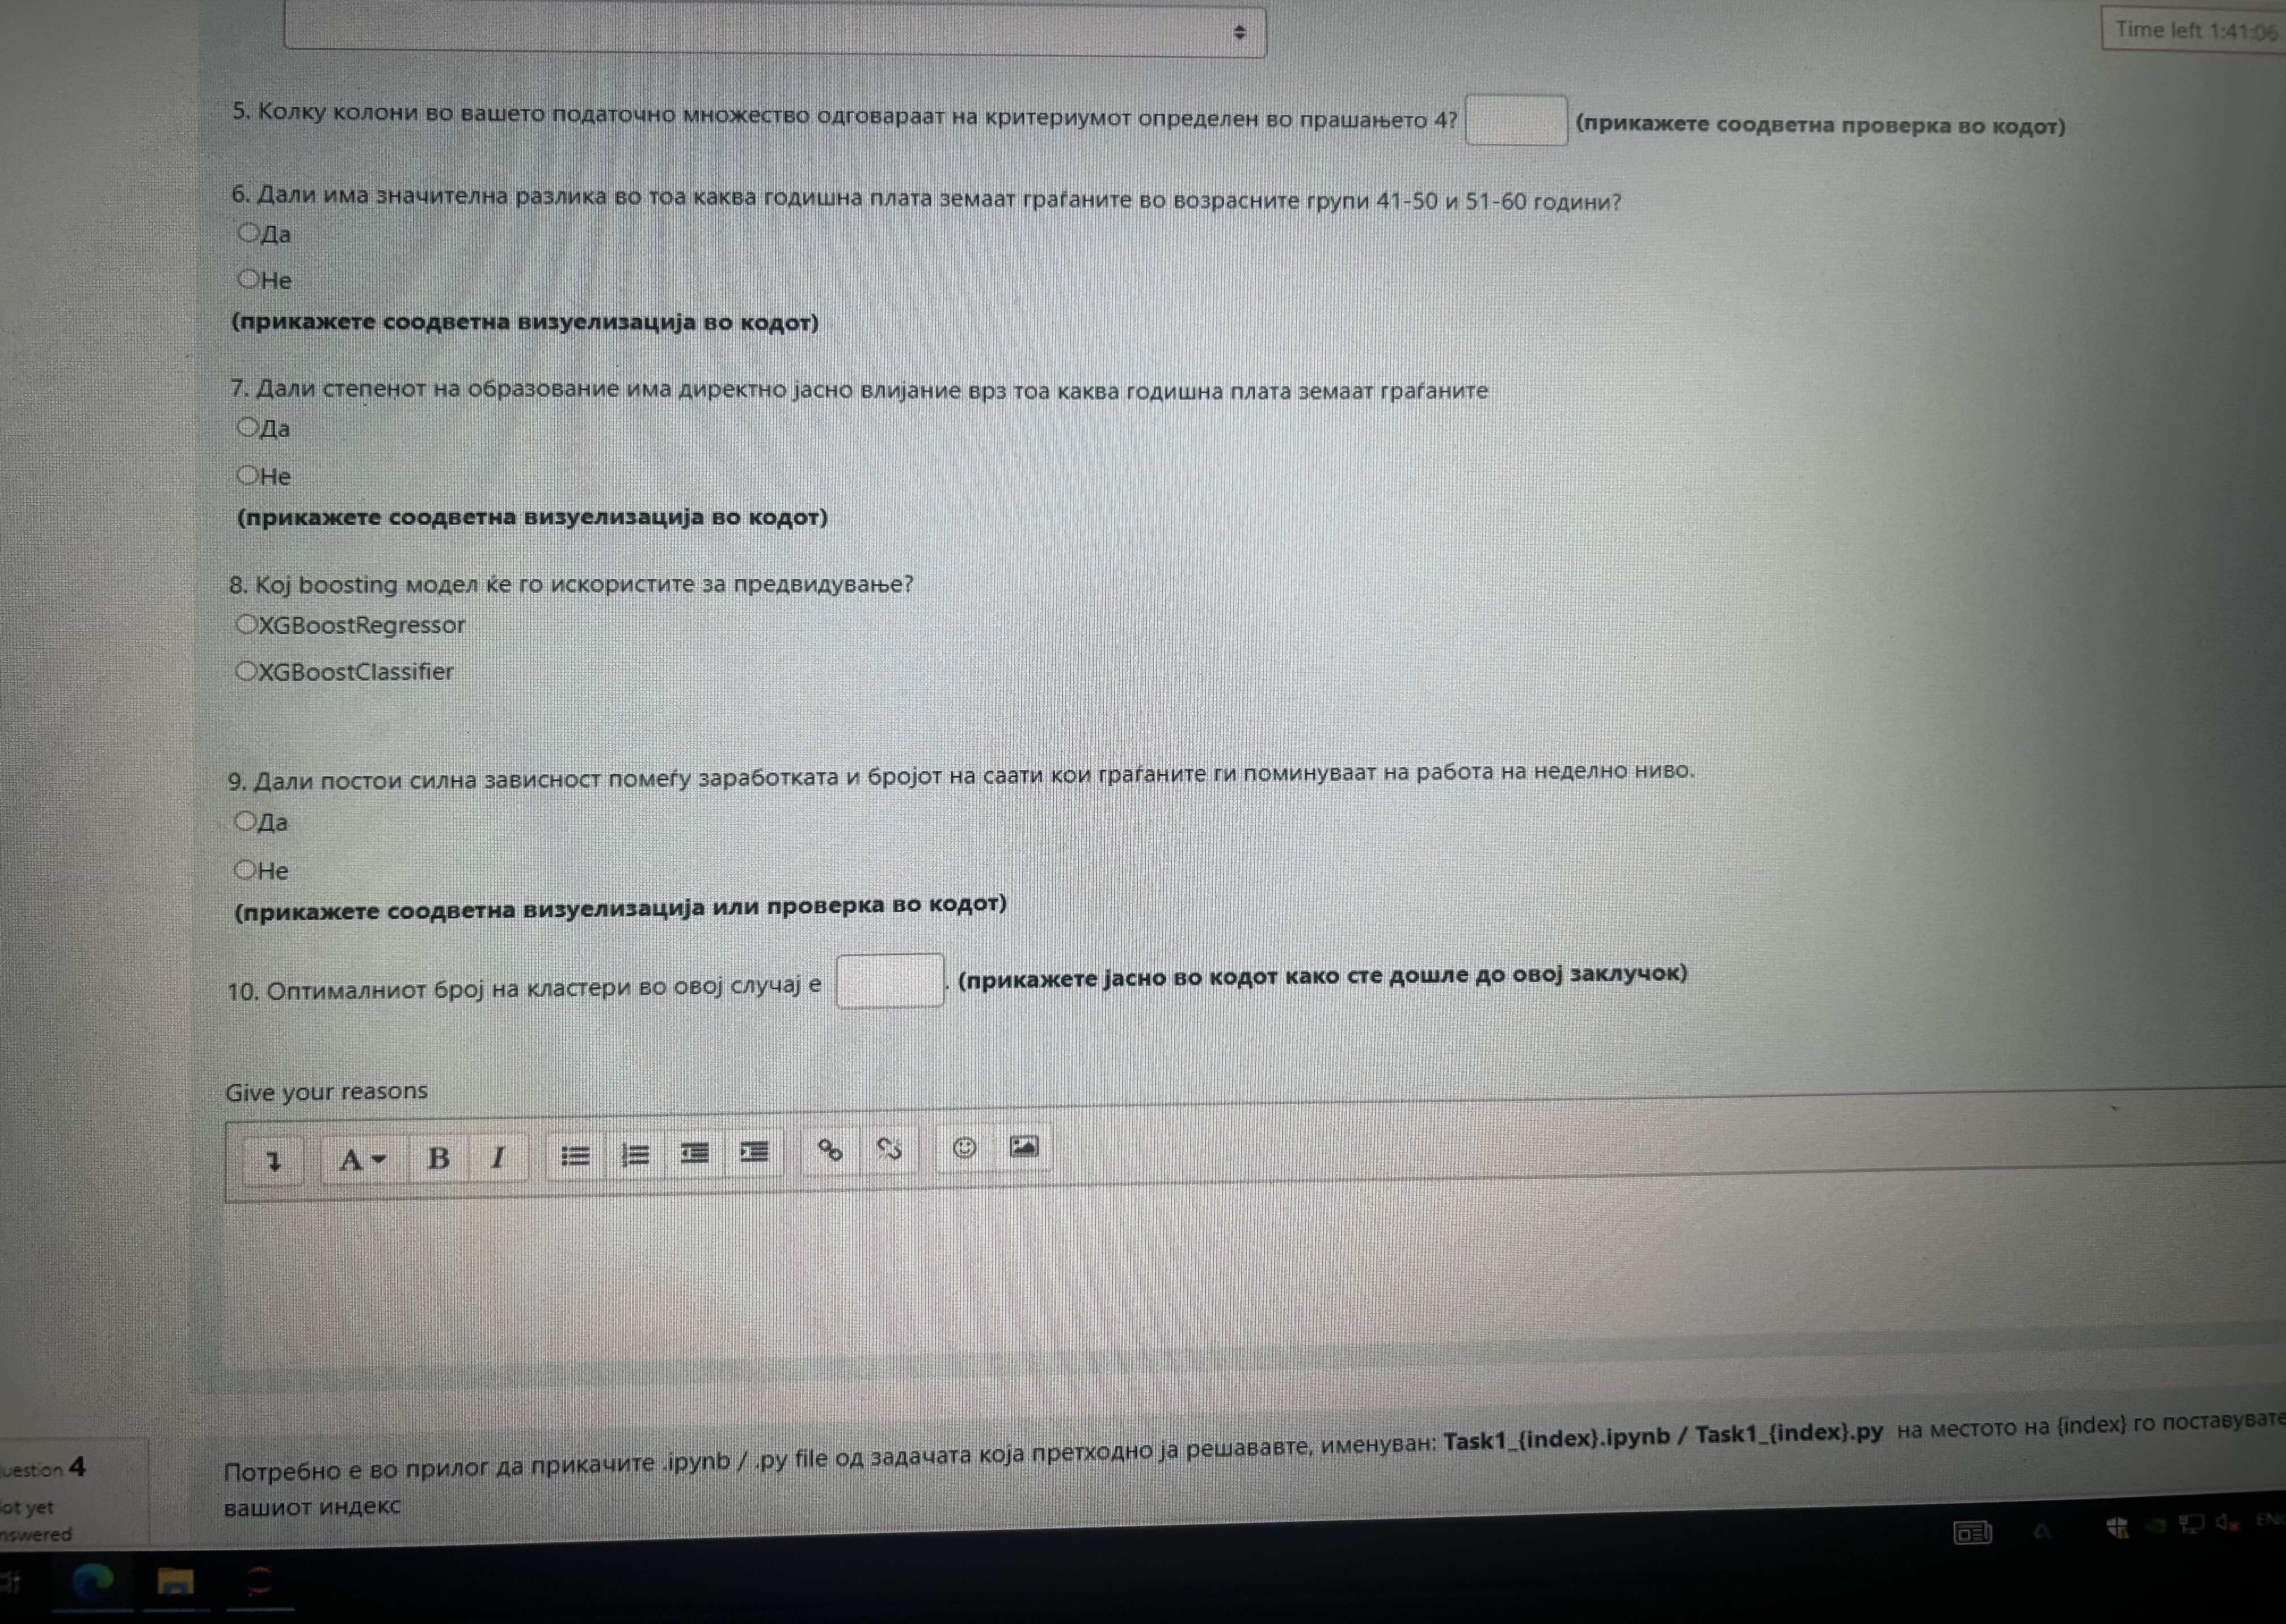 Time left 1:41:06
5. Колку колони во вашето податочно множество одговараат на критериумот определен во прашањето 4? (прикажете соодветна проверка во кодот)
6. Дали има значителна разлика во тоа каква годишна плата земаат граѓаните во возрасните групи 41-50 и 51-60 години?
Да
Не
(прикажете соодветна визуелизација во кодот)
7. Дали степенот на образование има директно јасно влијание врз тоа каква годишна плата земаат граѓаните
Да
Не
(прикажете соодветна визуелизација во кодот)
8. Кој boosting модел ќе го искористите за предвидување?
XGBoostRegressor
XGBoostClassifier
9. Дали постои силна зависност помеѓу заработката и бројот на саати кои граѓаните ги поминуваат на работа на неделно ниво.
Да
Не
(прикажете соодветна визуелизација или проверка во кодот)
10. Оптималниот број на кластери во овој случај е . (прикажете јасно во кодот како сте дошле до овој заклучок)
Give your reasons
A B I
uestion 4
ot yet
nswered
Потребно е во прилог да прикачите .ipynb / .py file од задачата која претходно ја решававте, именуван: Task1_{index}.ipynb / Task1_{index}.py на местото на {index} го поставувате
вашиот индекс